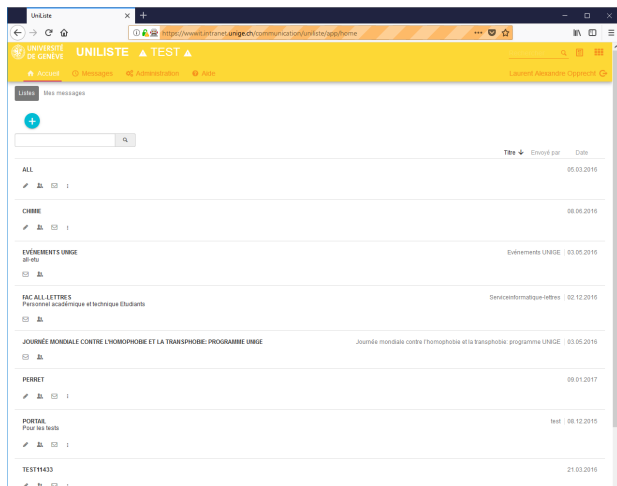 UniListe
https://wwwit.intranet.unige.ch/communication/uniliste/app/home
UNIVERSITÉ
DE GENÈVE
UNILISTE ▲ TEST ▲
Accueil Messages Administration Aide Laurent Alexandre Opprecht
Listes Mes messages
Titre Envoyé par Date
ALL 05.03.2016
CHIMIE 08.06.2016
EVÉNEMENTS UNIGE Evénements UNIGE 03.05.2016
all-etu
FAC ALL-LETTRES Serviceinformatique-lettres 02.12.2016
Personnel académique et technique Etudiants
JOURNÉE MONDIALE CONTRE L'HOMOPHOBIE ET LA TRANSPHOBIE: PROGRAMME UNIGE Journée mondiale contre l'homophobie et la transphobie: programme UNIGE 03.05.2016
PERRET 09.01.2017
PORTAIL test 08.12.2015
Pour les tests
TEST11433 21.03.2016